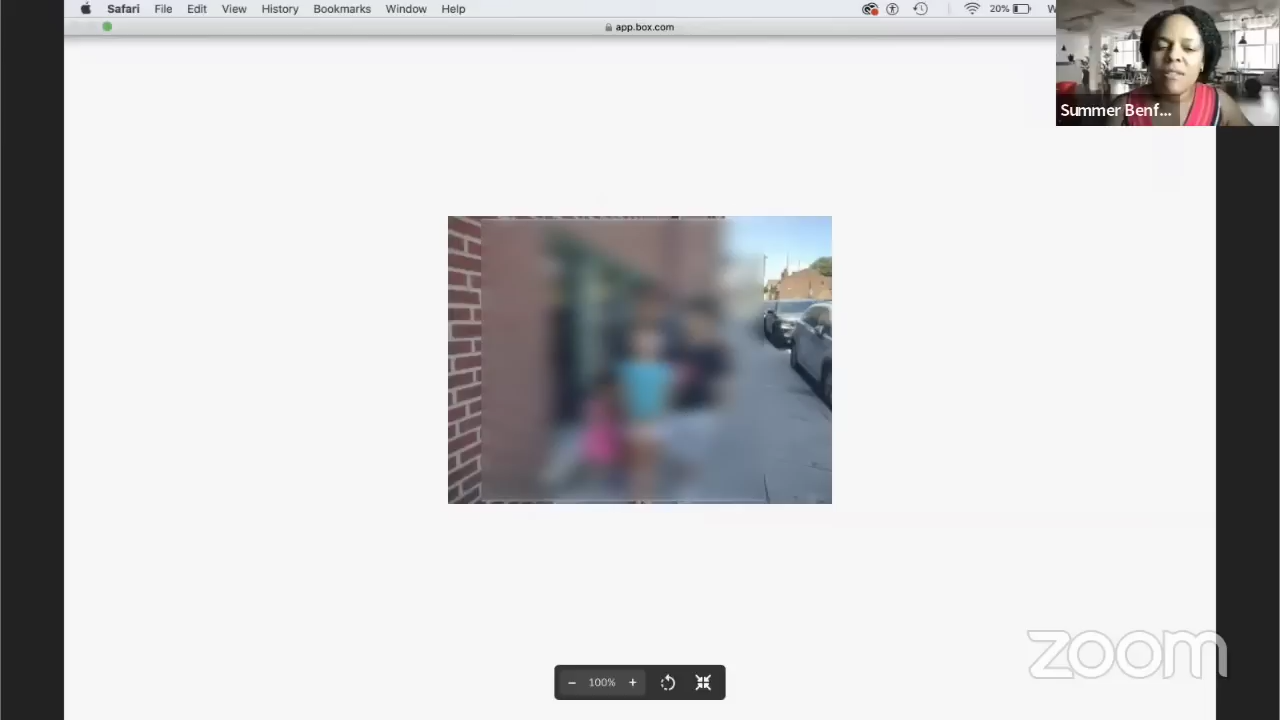 Safari File Edit View History Bookmarks Window Help 20% W
app.box.com
Summer Benf...
100%
zoom